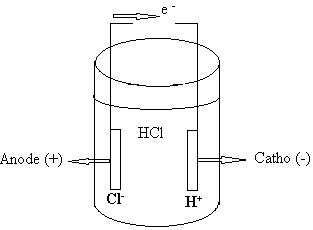 e -
HCl
Anode (+)
Catho (-)
Cl-
H+